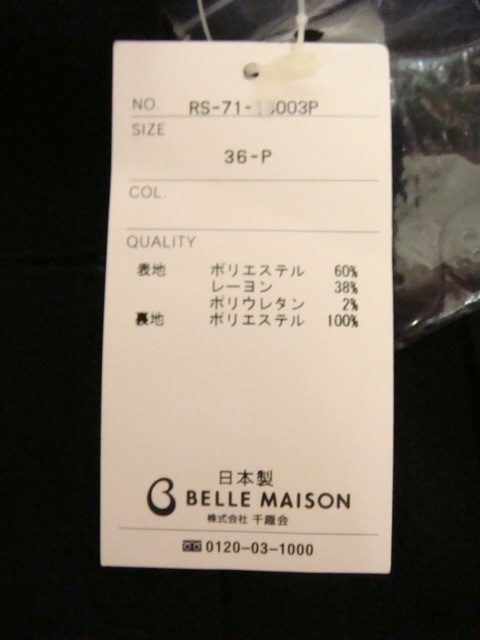 NO. RS-71-
SIZE
36-P
COL.
QUALITY
表地 ポリエステル 60%
レーヨン 38%
ポリウレタン 2%
裏地 ポリエステル 100%
日本製
BELLE MAISON
株式会社 千趣会
0120-03-1000